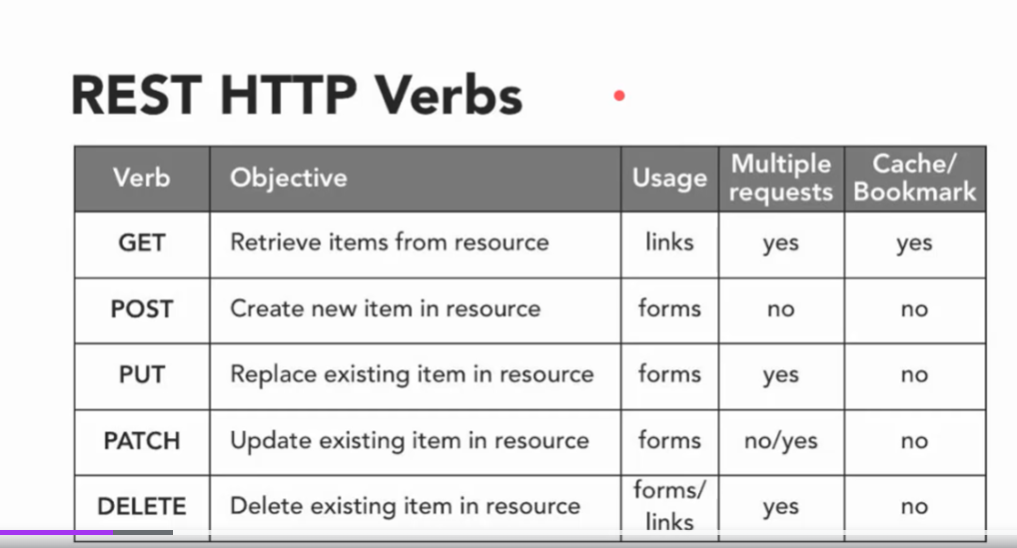 REST HTTP Verbs
Verb Objective Usage Multiple requests Cache/ Bookmark
GET Retrieve items from resource links yes yes
POST Create new item in resource forms no no
PUT Replace existing item in resource forms yes no
PATCH Update existing item in resource forms no/yes no
DELETE Delete existing item in resource forms/ links yes no